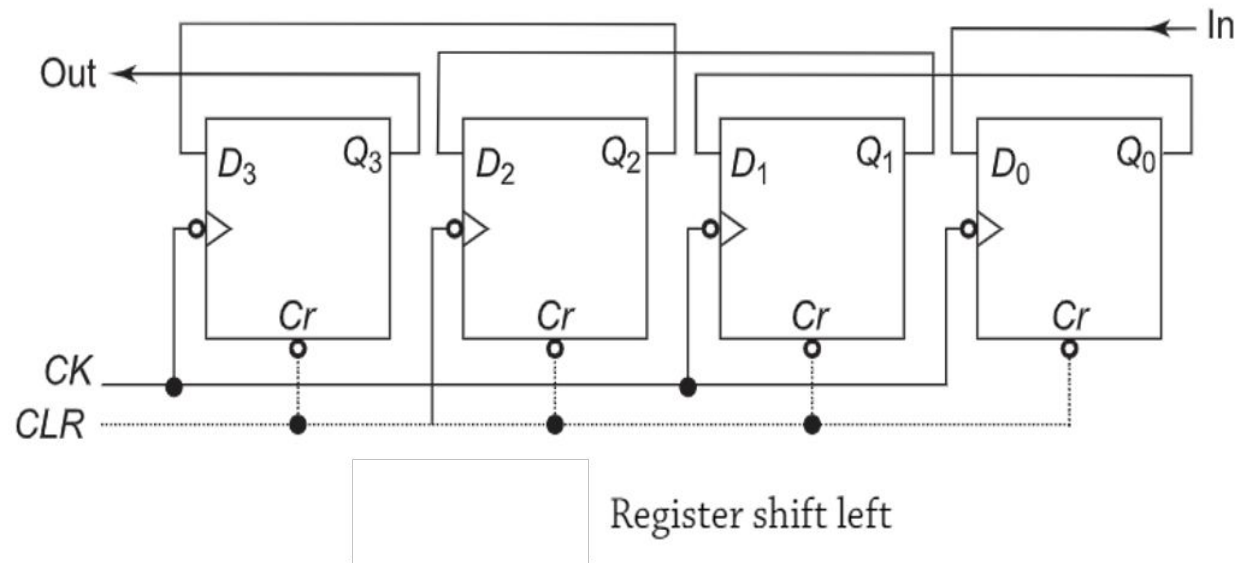 In
Out
D3 Q3 D2 Q2 D1 Q1 D0 Q0
Cr Cr Cr Cr
CK
CLR
Register shift left